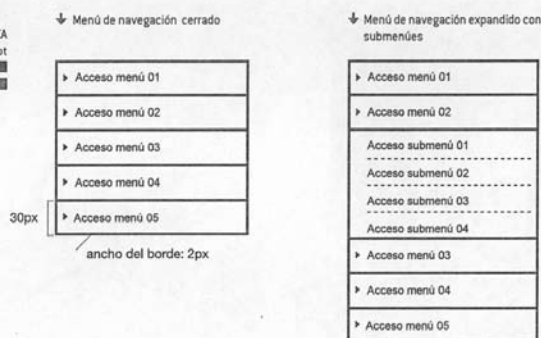 Menú de navegación cerrado
Acceso menú 01
Acceso menú 02
Acceso menú 03
Acceso menú 04
Acceso menú 05
30px
ancho del borde: 2px
Menú de navegación expandido con
submenúes
Acceso menú 01
Acceso menú 02
Acceso submenú 01
Acceso submenú 02
Acceso submenú 03
Acceso submenú 04
Acceso menú 03
Acceso menú 04
Acceso menú 05